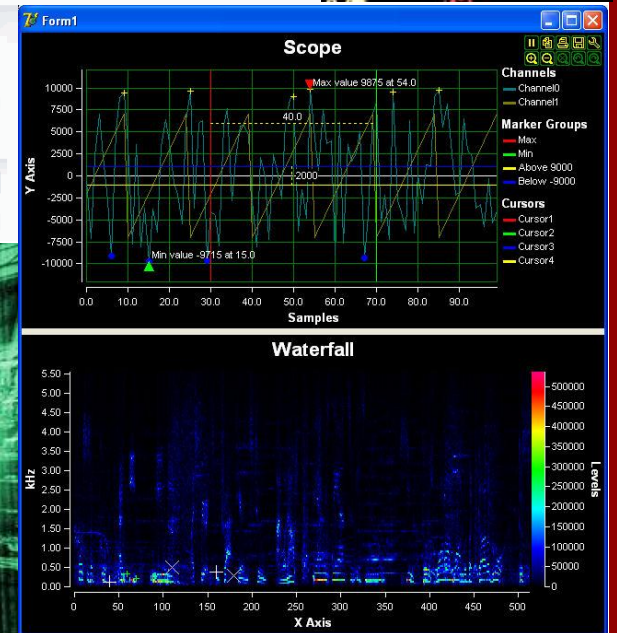 Form1
Scope
Max value 9875 at 54.0
40.0
2000
Min value -9715 at 15.0
10000
7500
5000
2500
0
-2500
-5000
-7500
-10000
Y Axis
0.0 10.0 20.0 30.0 40.0 50.0 60.0 70.0 80.0 90.0
Samples
Channels
Channel0
Channel1
Marker Groups
Max
Min
Above 9000
Below -9000
Cursors
Cursor1
Cursor2
Cursor3
Cursor4
Waterfall
5.50
5.00
4.50
4.00
3.50
3.00
2.50
2.00
1.50
1.00
0.50
0.00
kHz
0 50 100 150 200 250 300 350 400 450 500
X Axis
500000
450000
400000
350000
300000
250000
200000
150000
100000
50000
0
Levels